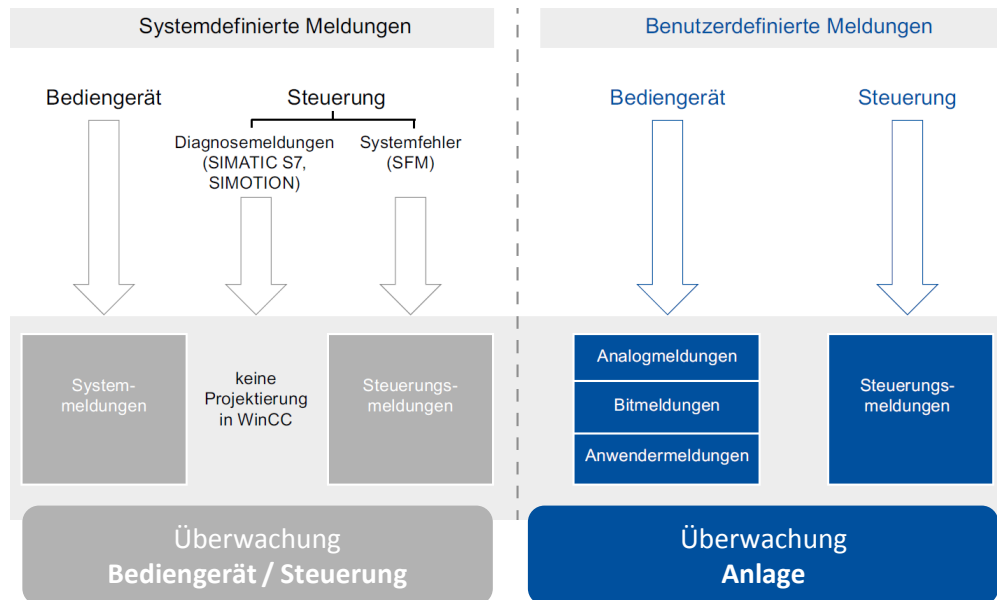 Systemdefinierte Meldungen
Benutzerdefinierte Meldungen
Bediengerät
Steuerung
Diagnosemeldungen
(SIMATIC S7,
SIMOTION)
Systemfehler
(SFM)
Bediengerät
Steuerung
System-
meldungen
keine
Projektierung
in WinCC
Steuerungs-
meldungen
Analogmeldungen
Bitmeldungen
Anwendermeldungen
Steuerungs-
meldungen
Überwachung
Bediengerät / Steuerung
Überwachung
Anlage